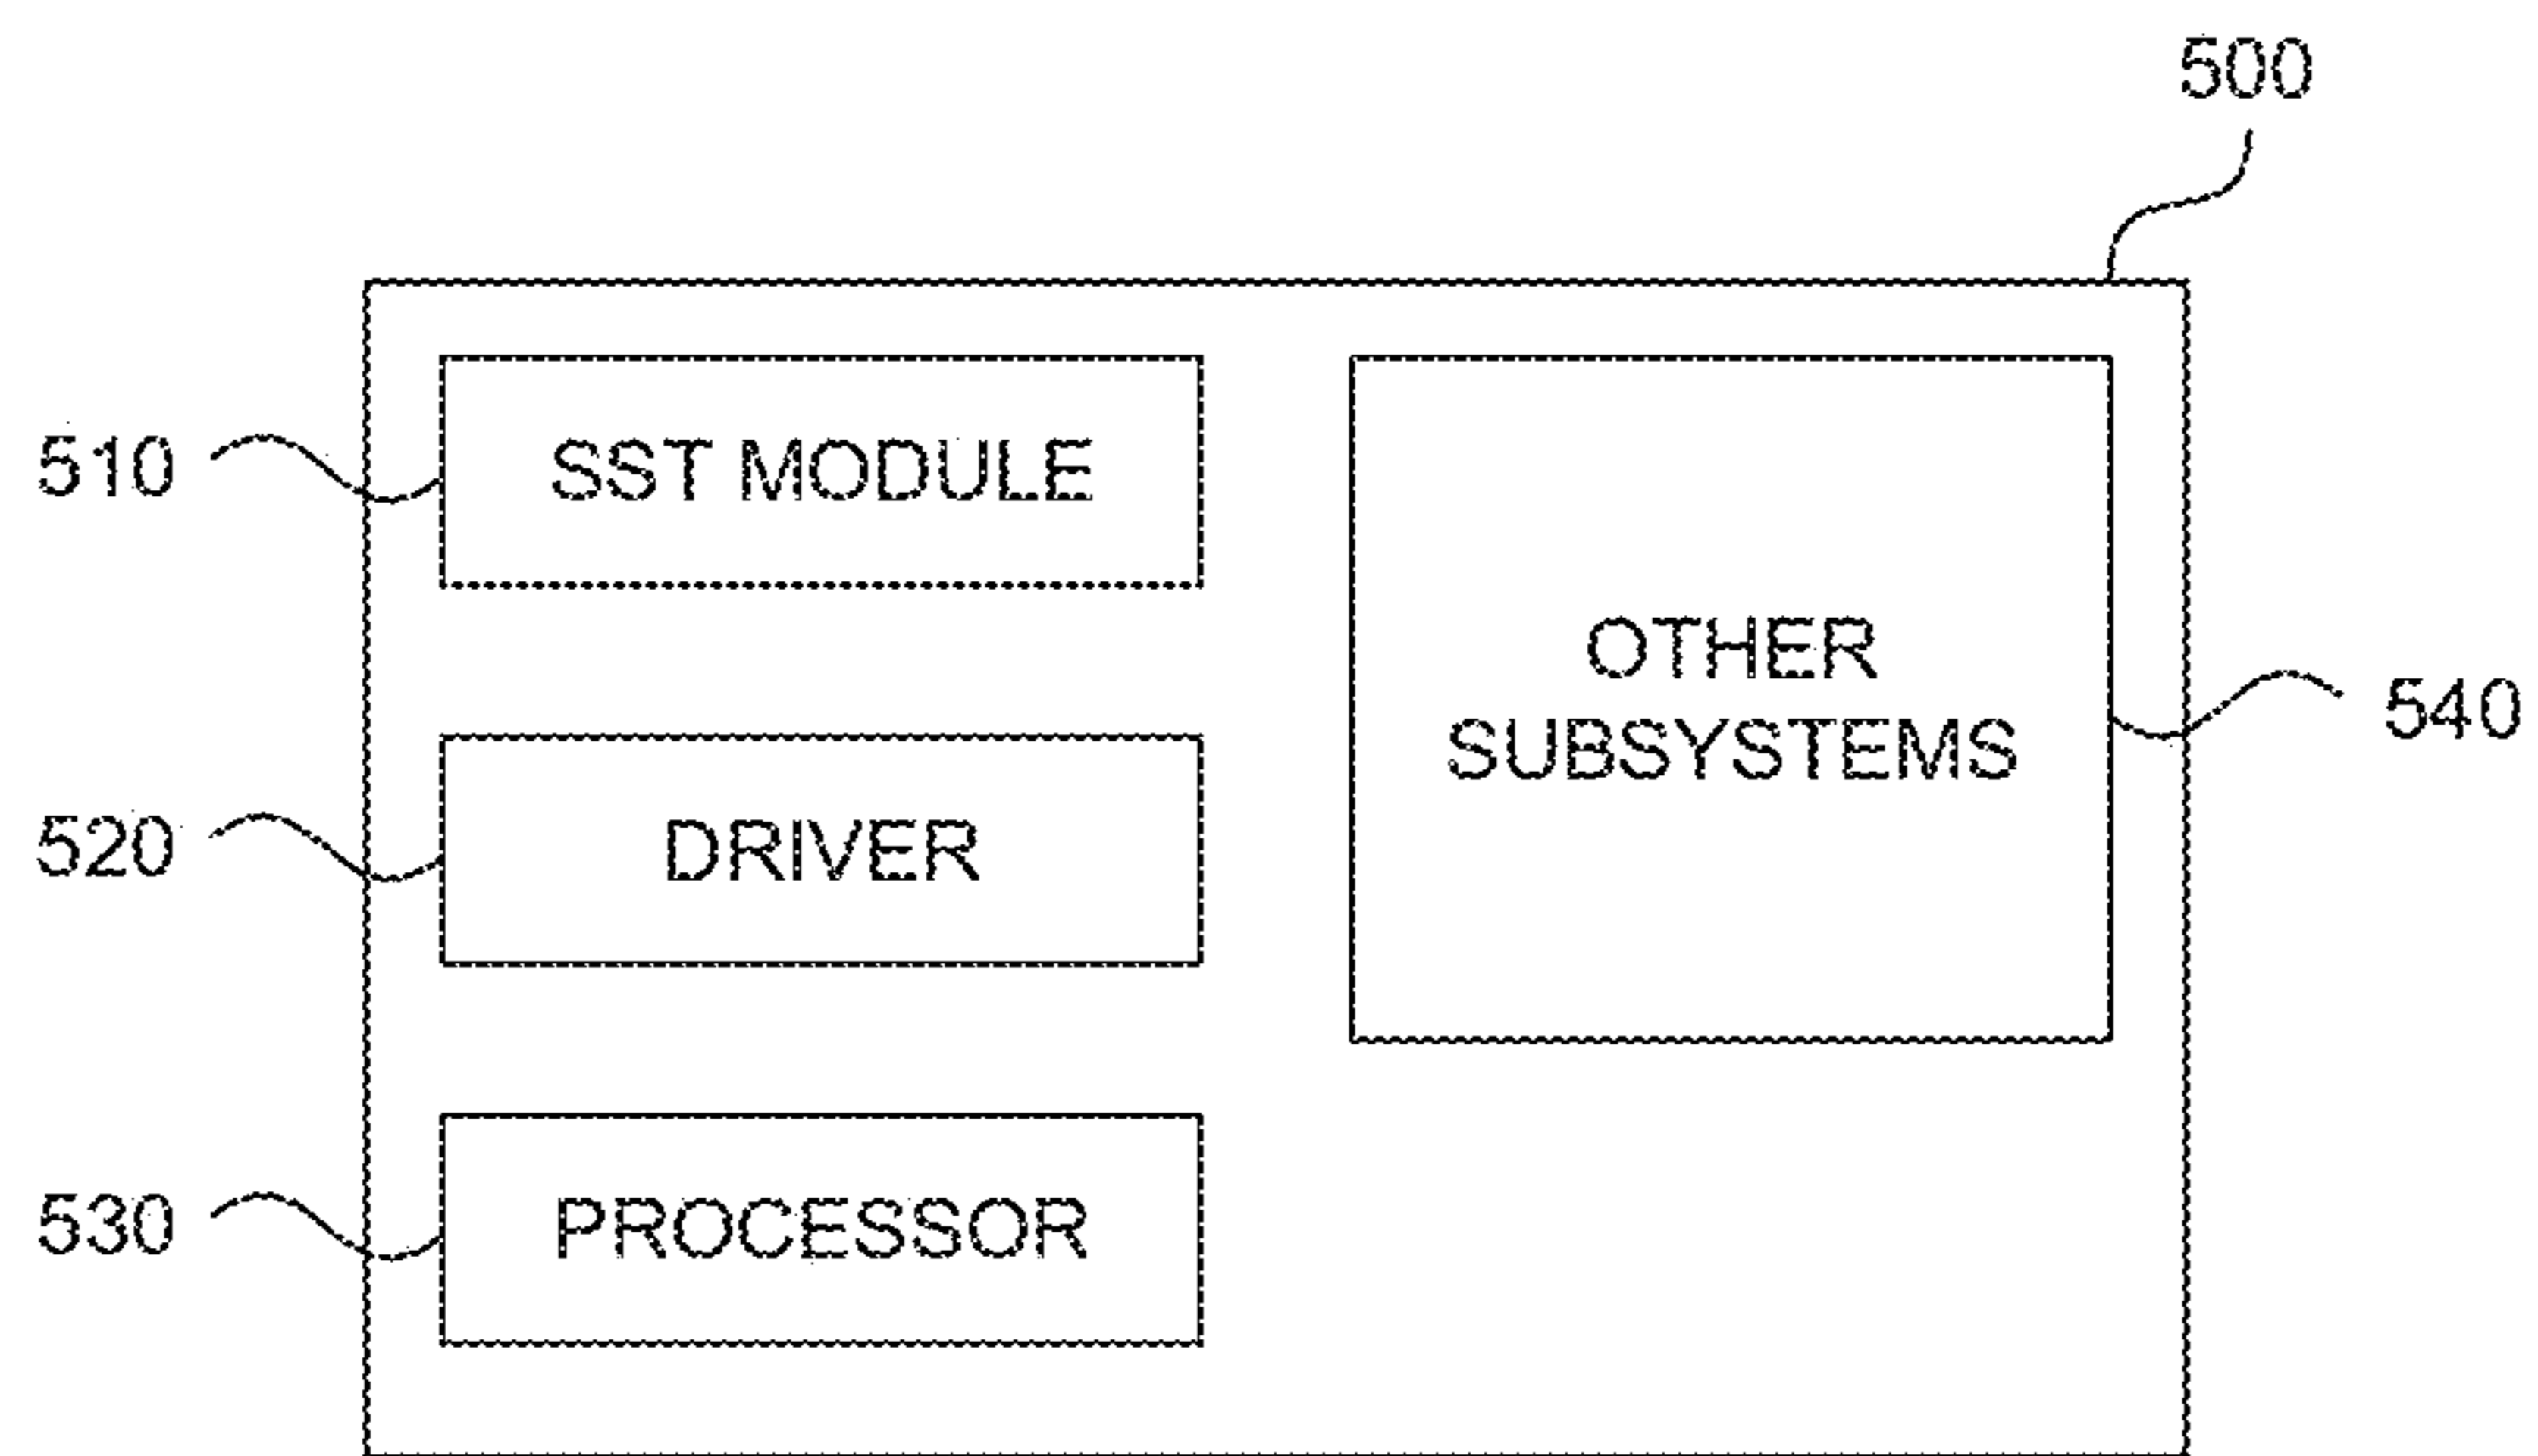 500
510
SST MODULE
OTHER
SUBSYSTEMS
540
520
DRIVER
530
PROCESSOR